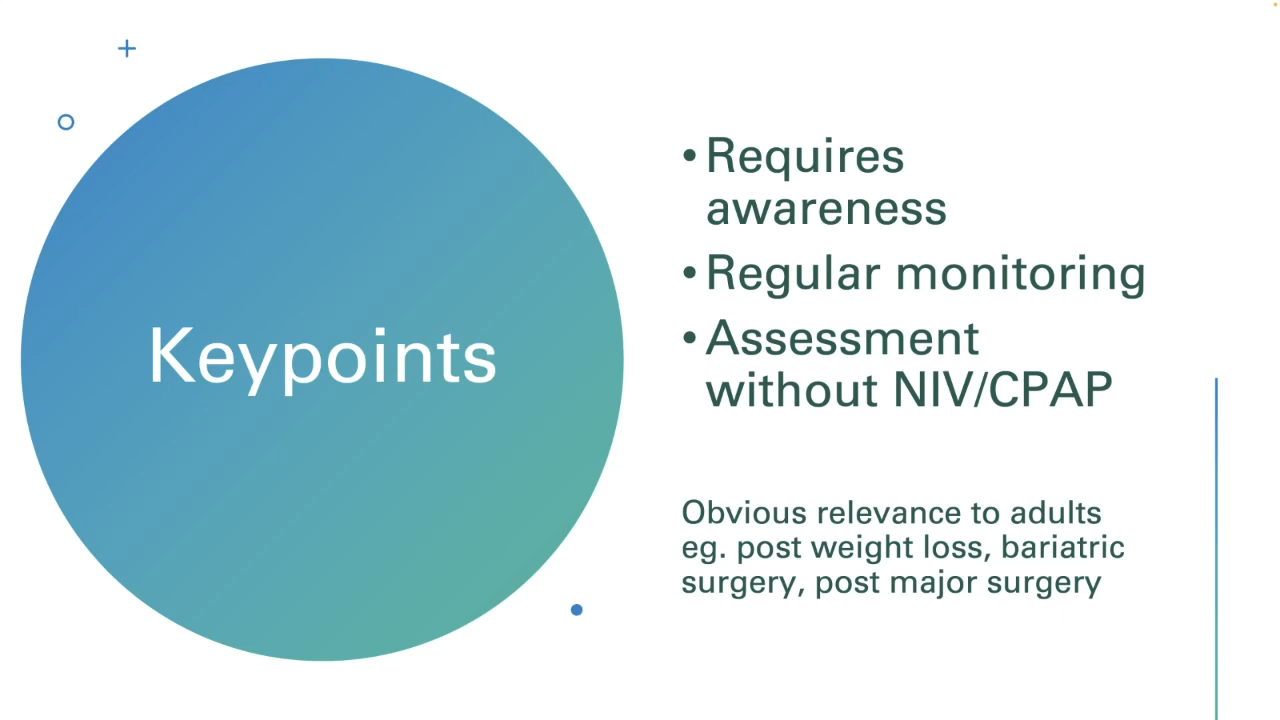 Keypoints
• Requires
awareness
• Regular monitoring
• Assessment
without NIV/CPAP
Obvious relevance to adults
eg. post weight loss, bariatric
surgery, post major surgery